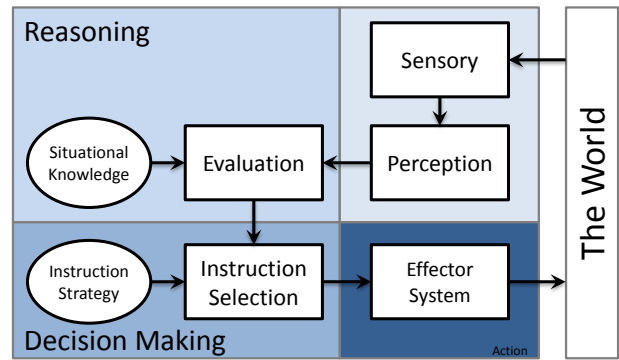 Reasoning
Sensory
Situational
Knowledge
Evaluation
Perception
The World
Instruction
Strategy
Instruction
Selection
Effector
System
Decision Making
Action